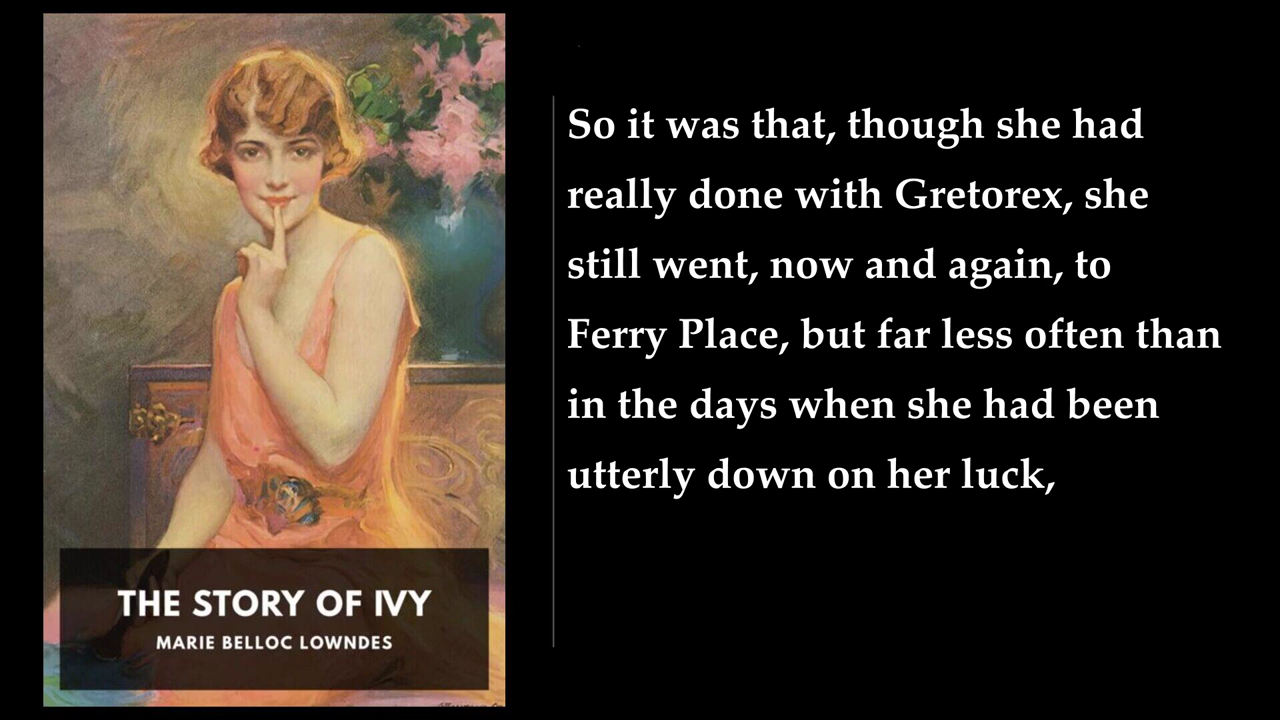 THE STORY OF IVY
MARIE BELLOC LOWNDES
So it was that, though she had
really done with Gretorex, she
still went, now and again, to
Ferry Place, but far less often than
in the days when she had been
utterly down on her luck,